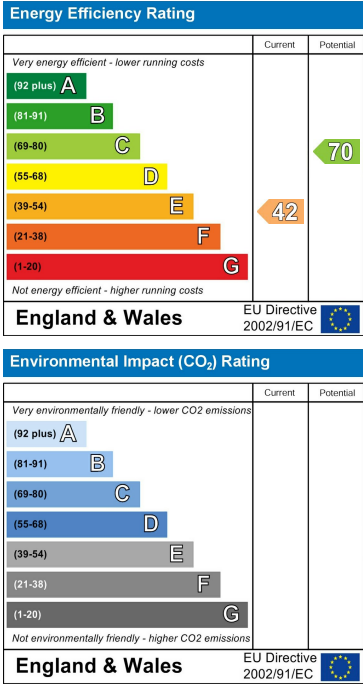 Energy Efficiency Rating
Current Potential
Very energy efficient - lower running costs
(92 plus) A
(81-91) B
(69-80) C
70
(55-68) D
(39-54) E
42
(21-38) F
(1-20) G
Not energy efficient - higher running costs
England & Wales
EU Directive
2002/91/EC
Environmental Impact (CO₂) Rating
Current Potential
Very environmentally friendly - lower CO2 emissions
(92 plus) A
(81-91) B
(69-80) C
(55-68) D
(39-54) E
(21-38) F
(1-20) G
Not environmentally friendly - higher CO2 emissions
England & Wales
EU Directive
2002/91/EC